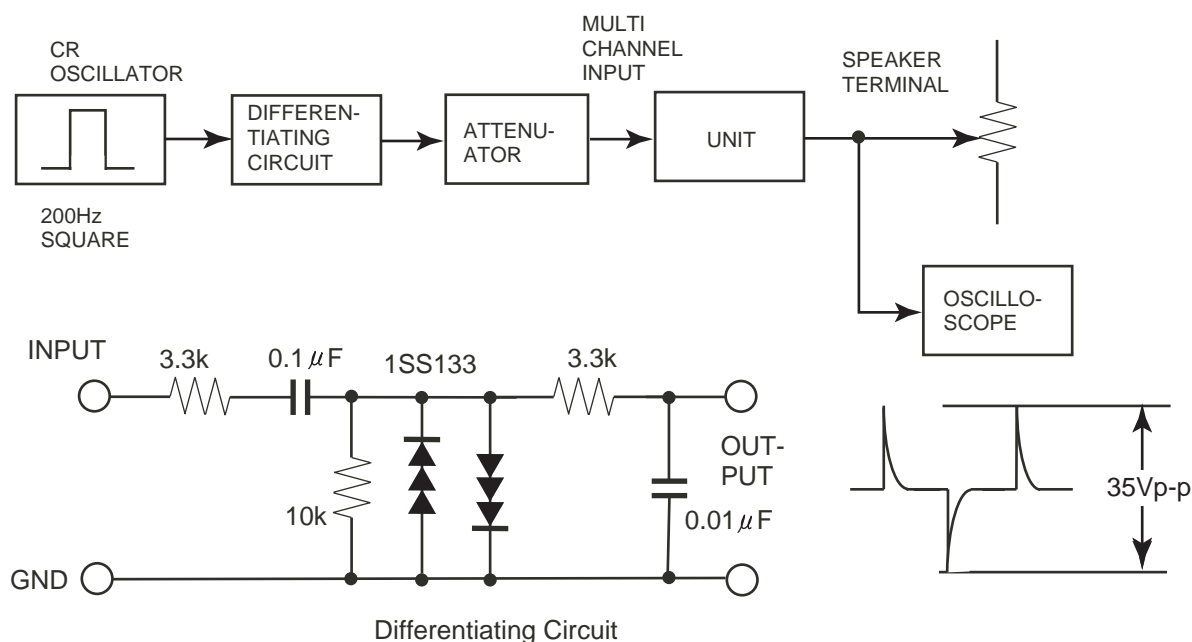 CR
OSCILLATOR
MULTI
CHANNEL
INPUT
SPEAKER
TERMINAL
DIFFEREN-
TIATING
CIRCUIT
ATTENU-
ATOR
UNIT
200Hz
SQUARE
OSCILLO-
SCOPE
INPUT
3.3k
0.1μF
1SS133
3.3k
OUT-
PUT
10k
0.01μF
35Vp-p
GND
Differentiating Circuit